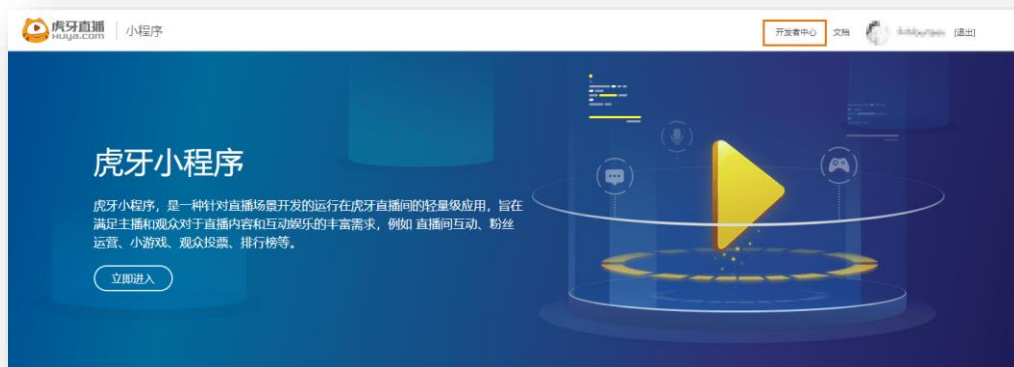 虎牙直播
HUYA.com
小程序
开发者中心
文档
[退出]
虎牙小程序
虎牙小程序，是一种针对直播场景开发的运行在虎牙直播间的轻量级应用，旨在
满足主播和观众对于直播内容和互动娱乐的丰富需求，例如 直播间互动、粉丝
运营、小游戏、观众投票、排行榜等。
立即进入